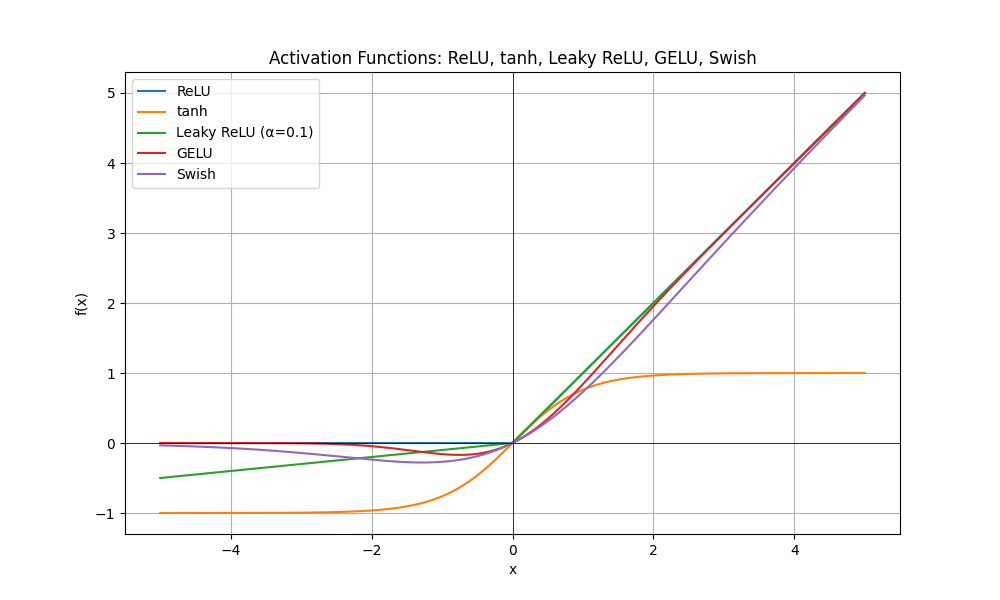 Activation Functions: ReLU, tanh, Leaky ReLU, GELU, Swish
ReLU
tanh
Leaky ReLU (α=0.1)
GELU
Swish
5
4
3
2
1
0
−1
f(x)
−4
−2
0
2
4
x